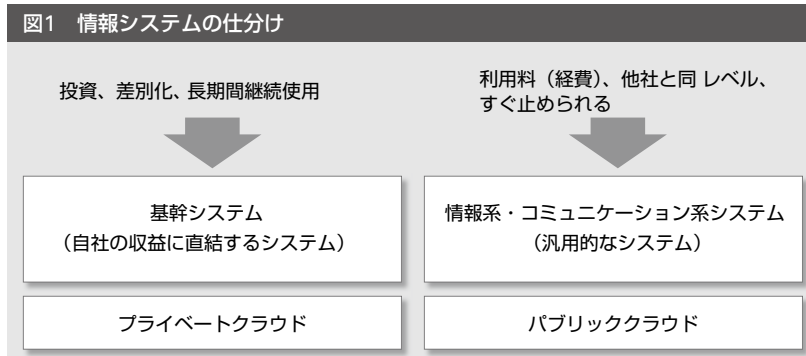 図1 情報システムの仕分け
投資、差別化、長期間継続使用
利用料（経費）、他社と同 レベル、
すぐ止められる
基幹システム
（自社の収益に直結するシステム）
情報系・コミュニケーション系システム
（汎用的なシステム）
プライベートクラウド
パブリッククラウド